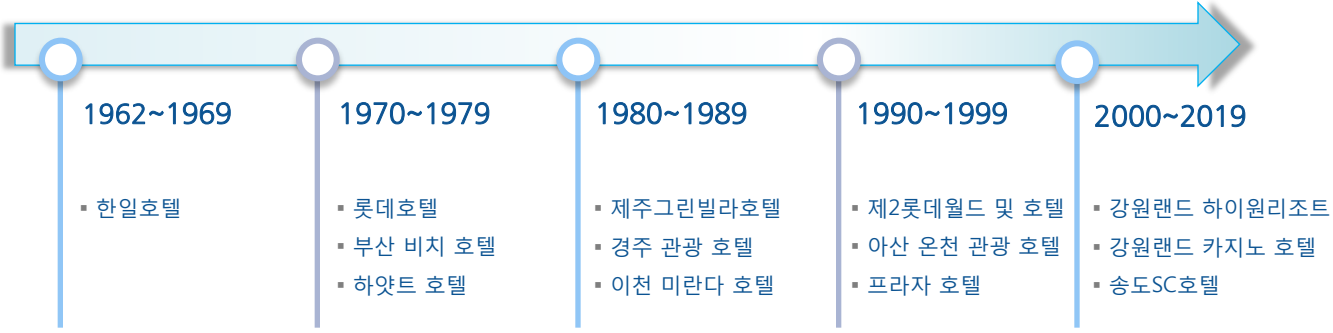 1962~1969
▪ 한일호텔
1970~1979
▪ 롯데호텔
▪ 부산 비치 호텔
▪ 하얏트 호텔
1980~1989
▪ 제주그린빌라호텔
▪ 경주 관광 호텔
▪ 이천 미란다 호텔
1990~1999
▪ 제2롯데월드 및 호텔
▪ 아산 온천 관광 호텔
▪ 프라자 호텔
2000~2019
▪ 강원랜드 하이원리조트
▪ 강원랜드 카지노 호텔
▪ 송도SC호텔